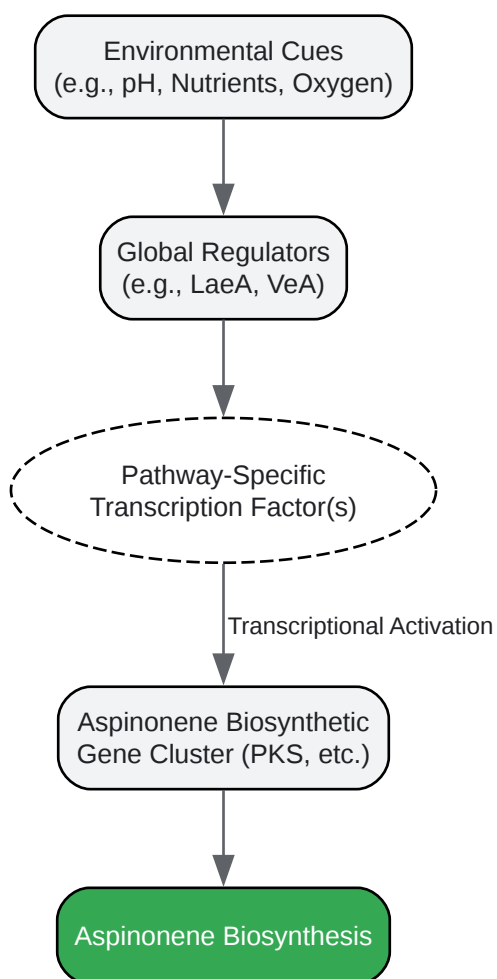 Environmental Cues
(e.g., pH, Nutrients, Oxygen)
Global Regulators
(e.g., LaeA, VeA)
Pathway-Specific
Transcription Factor(s)
Transcriptional Activation
Aspinonene Biosynthetic
Gene Cluster (PKS, etc.)
Aspinonene Biosynthesis